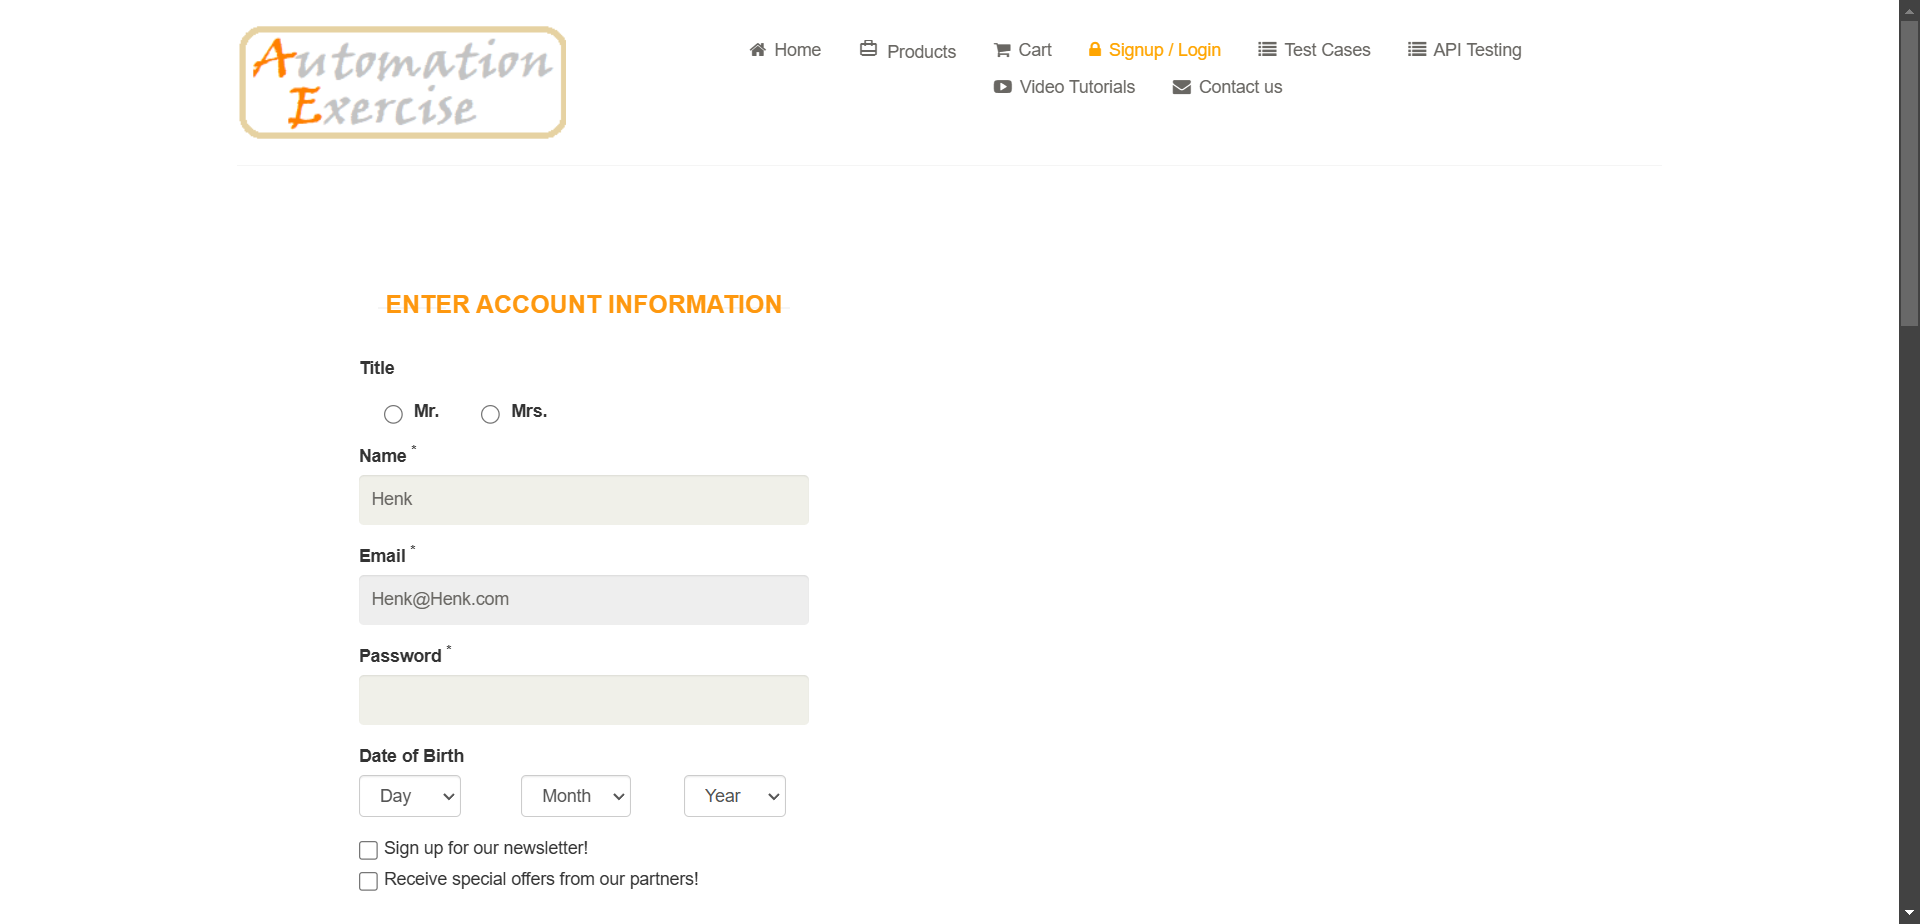 Automation
Exercise
Home
Products
Cart
Signup / Login
Test Cases
API Testing
Video Tutorials
Contact us
ENTER ACCOUNT INFORMATION
Title
Mr.
Mrs.
Name *
Henk
Email *
Henk@Henk.com
Password *
Date of Birth
Day
Month
Year
Sign up for our newsletter!
Receive special offers from our partners!